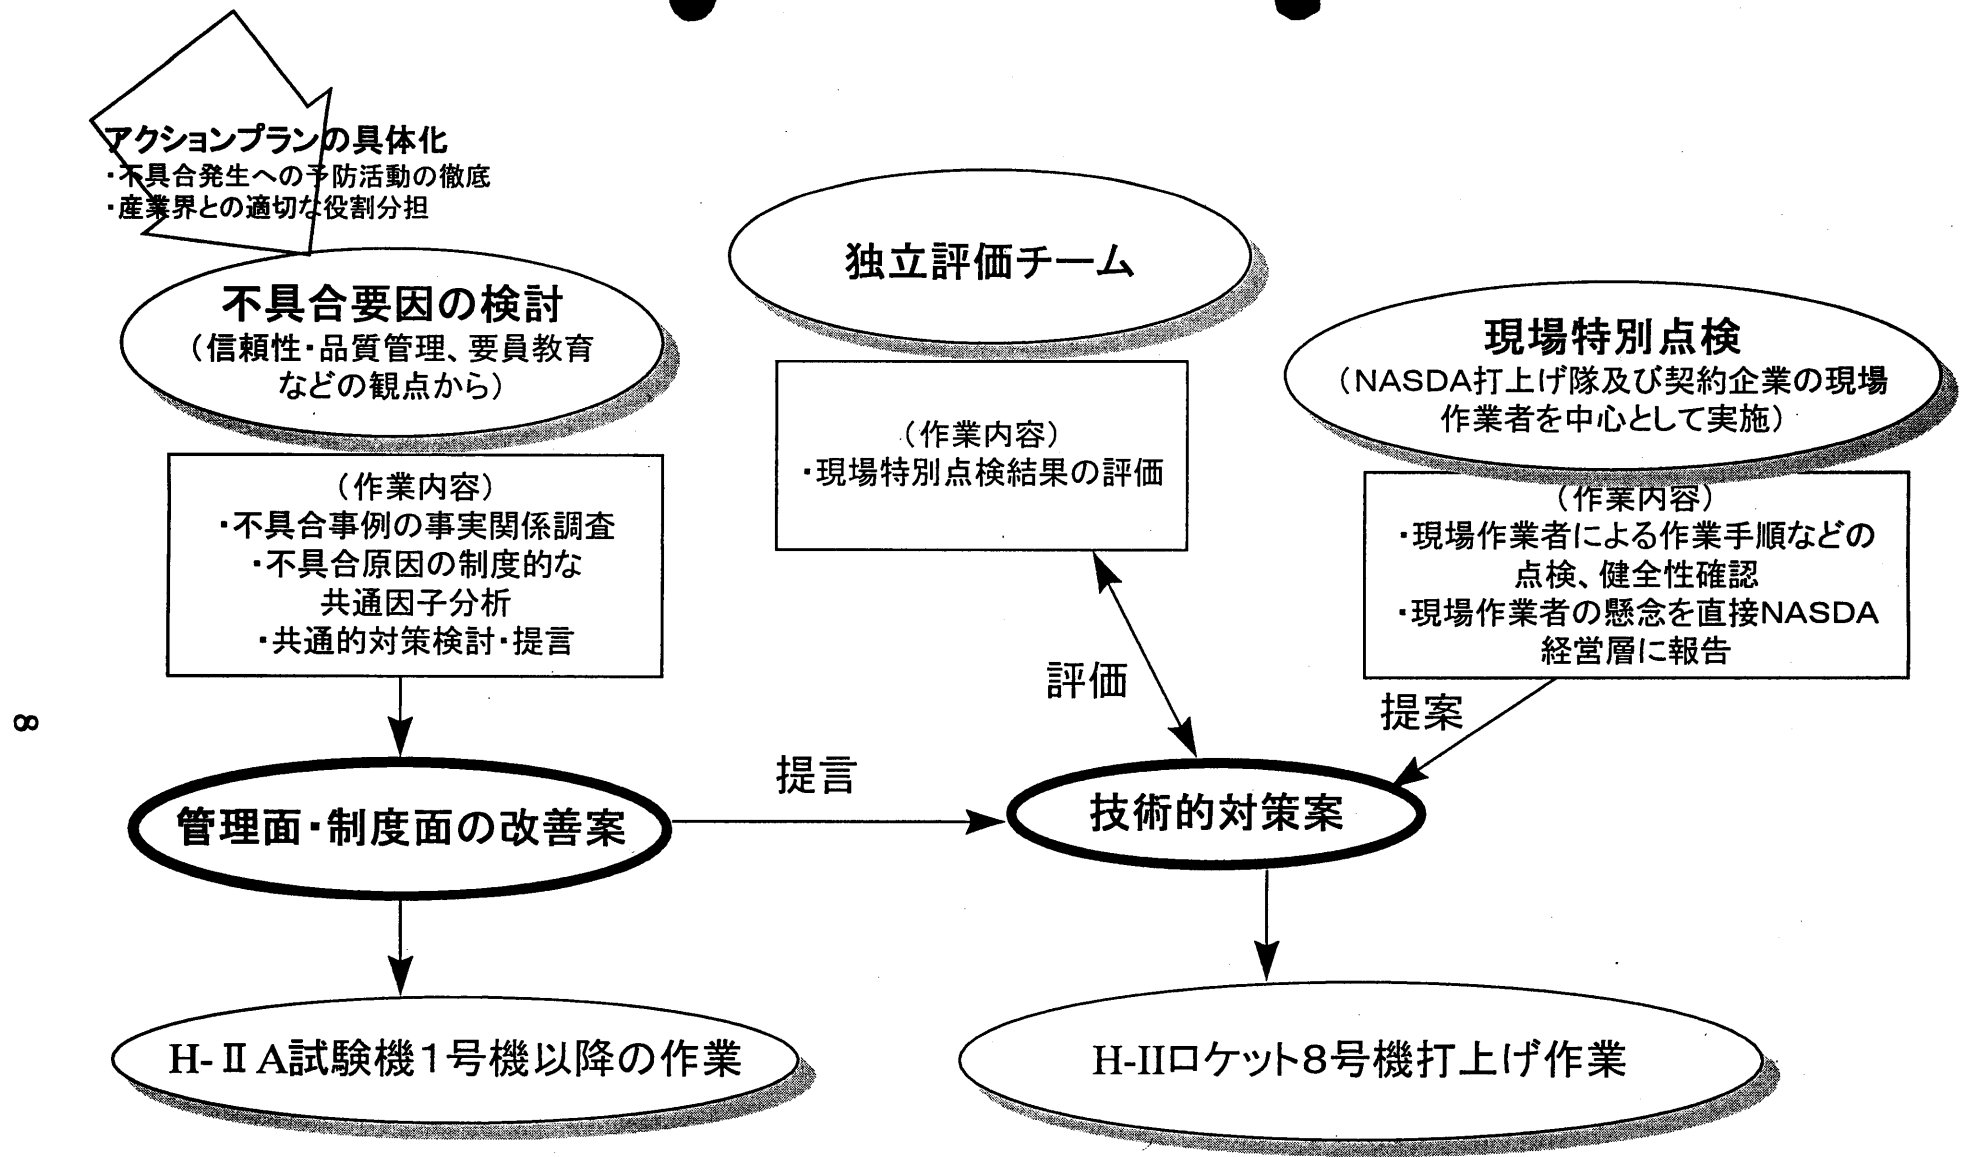 アクションプランの具体化
・不具合発生への予防活動の徹底
・産業界との適切な役割分担
不具合要因の検討
（信頼性・品質管理、要員教育
などの観点から）
（作業内容）
・不具合事例の事実関係調査
・不具合原因の制度的な
共通因子分析
・共通的対策検討・提言
独立評価チーム
（作業内容）
・現場特別点検結果の評価
現場特別点検
（NASDA打上げ隊及び契約企業の現場
作業者を中心として実施）
（作業内容）
・現場作業者による作業手順などの
点検、健全性確認
・現場作業者の懸念を直接NASDA
経営層に報告
評価
提案
8
管理面・制度面の改善案
提言
技術的対策案
H-ⅡA試験機1号機以降の作業
H-IIロケット8号機打上げ作業